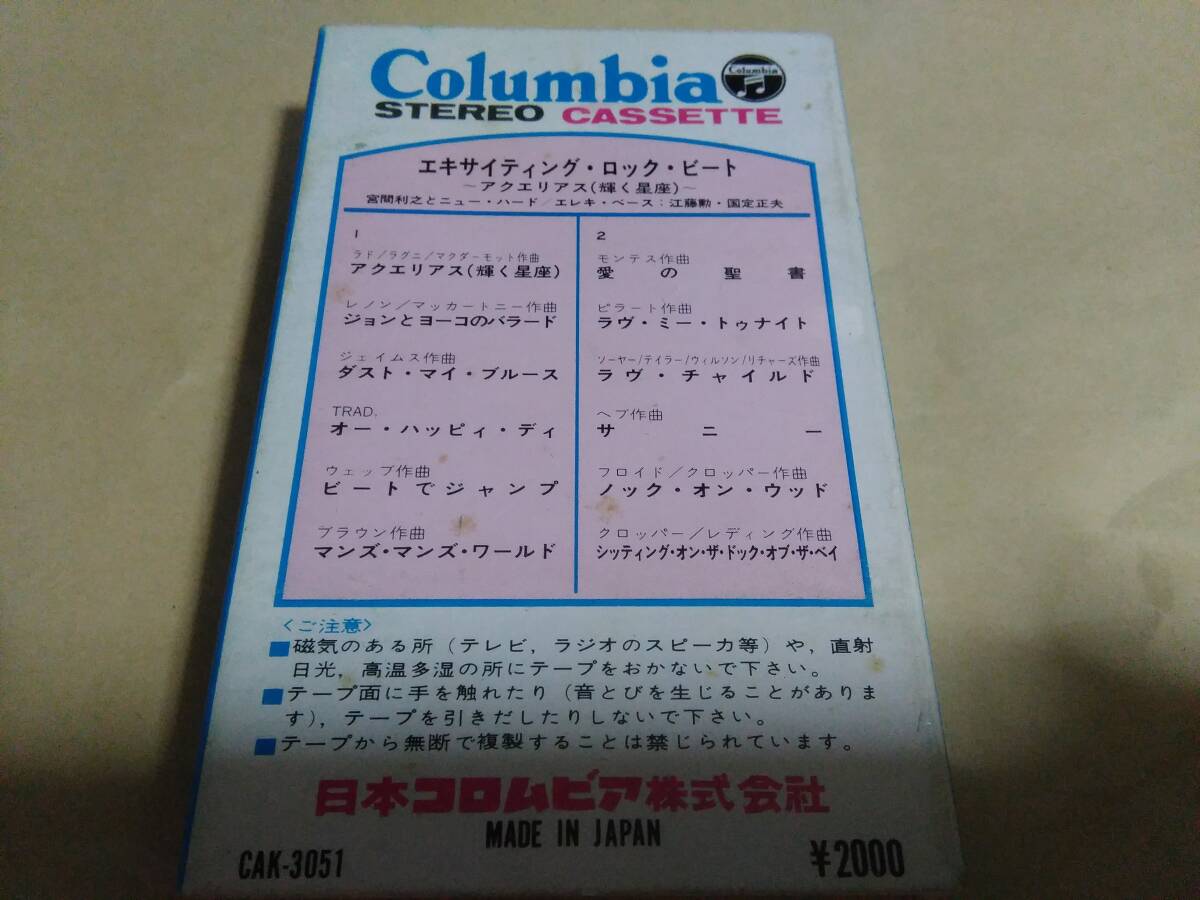 Columbia
Columbia
STEREO CASSETTE
エキサイティング・ロック・ビート
〜アクエリアス(輝く星座)〜
宮間利之とニュー・ハード/エレキ・ベース:江藤勲・国定正夫
1
ラド/ラグニ/マクダーモット作曲
アクエリアス(輝く星座)
レノン/マッカートニー作曲
ジョンとヨーコのバラード
ジェイムス作曲
ダスト・マイ・ブルース
TRAD.
オー・ハッピィ・ディ
ウェッブ作曲
ビートでジャンプ
ブラウン作曲
マンズ・マンズ・ワールド
2
モンテス作曲
愛の聖書
ピラート作曲
ラヴ・ミー・トゥナイト
ソーヤー/テイラー/ウィルソン/リチャーズ作曲
ラヴ・チャイルド
ヘブ作曲
サニー
フロイド/クロッパー作曲
ノック・オン・ウッド
クロッパー/レディング作曲
シッティング・オン・ザ・ドック・オブ・ザ・ベイ
〈ご注意〉
■磁気のある所(テレビ,ラジオのスピーカ等)や,直射
日光,高温多湿の所にテープをおかないで下さい。
■テープ面に手を触れたり(音とびを生じることがありま
す),テープを引きだしたりしないで下さい。
■テープから無断で複製することは禁じられています。
日本コロムビア株式会社
MADE IN JAPAN
CAK-3051
¥2000